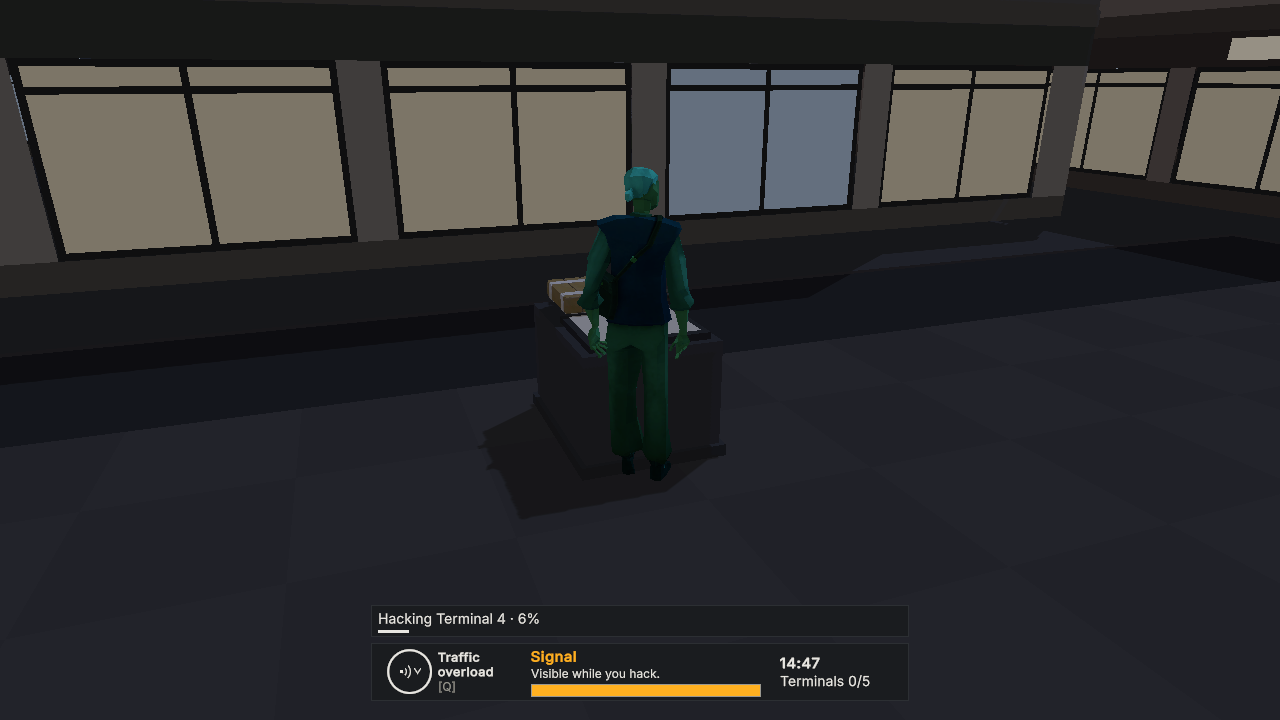 Hacking Terminal 4 · 6%
Traffic
overload
[Q]
Signal
Visible while you hack.
14:47
Terminals 0/5